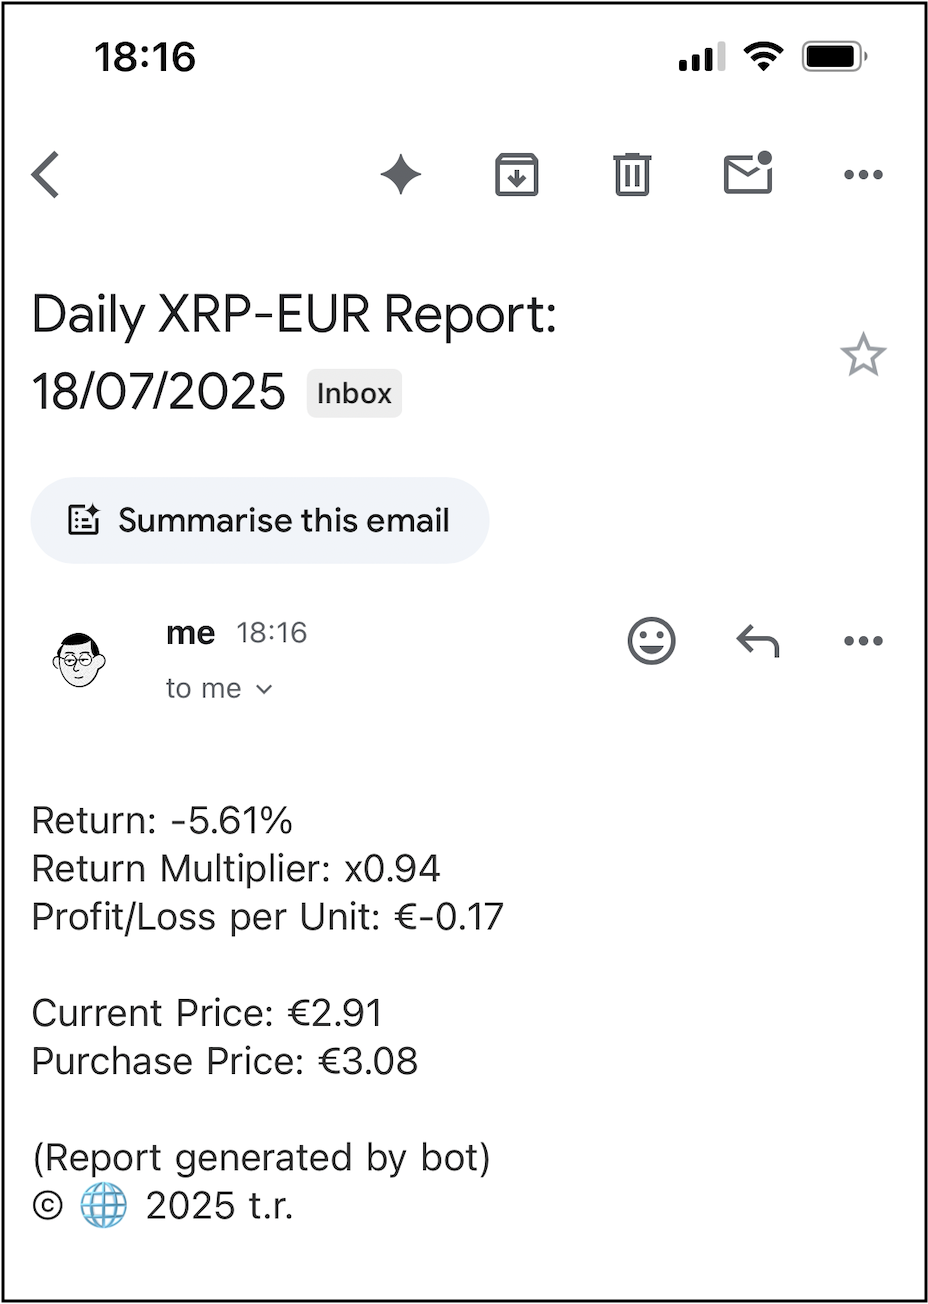 18:16
Daily XRP-EUR Report:
18/07/2025 Inbox
Summarise this email
me 18:16
to me
Return: -5.61%
Return Multiplier: x0.94
Profit/Loss per Unit: €-0.17
Current Price: €2.91
Purchase Price: €3.08
(Report generated by bot)
© 🌐 2025 t.r.